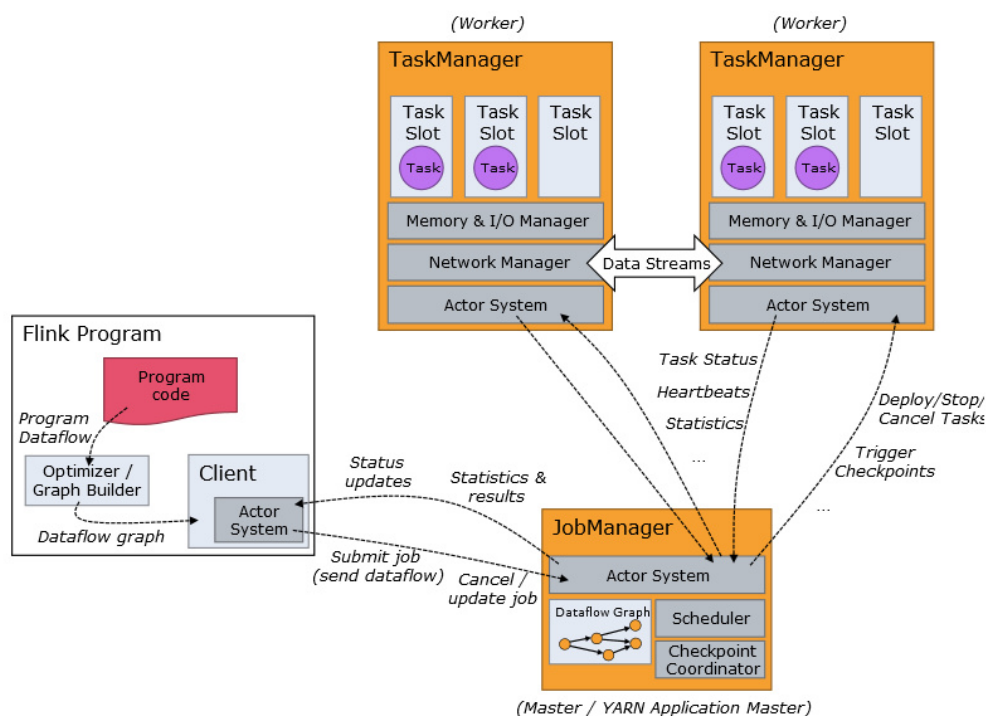 (Worker)
(Worker)
TaskManager
TaskManager
Task
Slot
Task
Task
Slot
Task
Task
Slot
Task
Slot
Task
Task
Slot
Task
Task
Slot
Memory & I/O Manager
Memory & I/O Manager
Network Manager
Data Streams
Network Manager
Actor System
Actor System
Flink Program
Program
code
Program
Dataflow
Optimizer /
Graph Builder
Dataflow graph
Client
Actor
System
Status
updates
Statistics &
results
Submit job
(send dataflow)
Cancel /
update job
Task Status
Heartbeats
Statistics
...
Deploy/Stop/
Cancel Tasks
Trigger
Checkpoints
...
JobManager
Actor System
Dataflow Graph
Scheduler
Checkpoint
Coordinator
(Master / YARN Application Master)